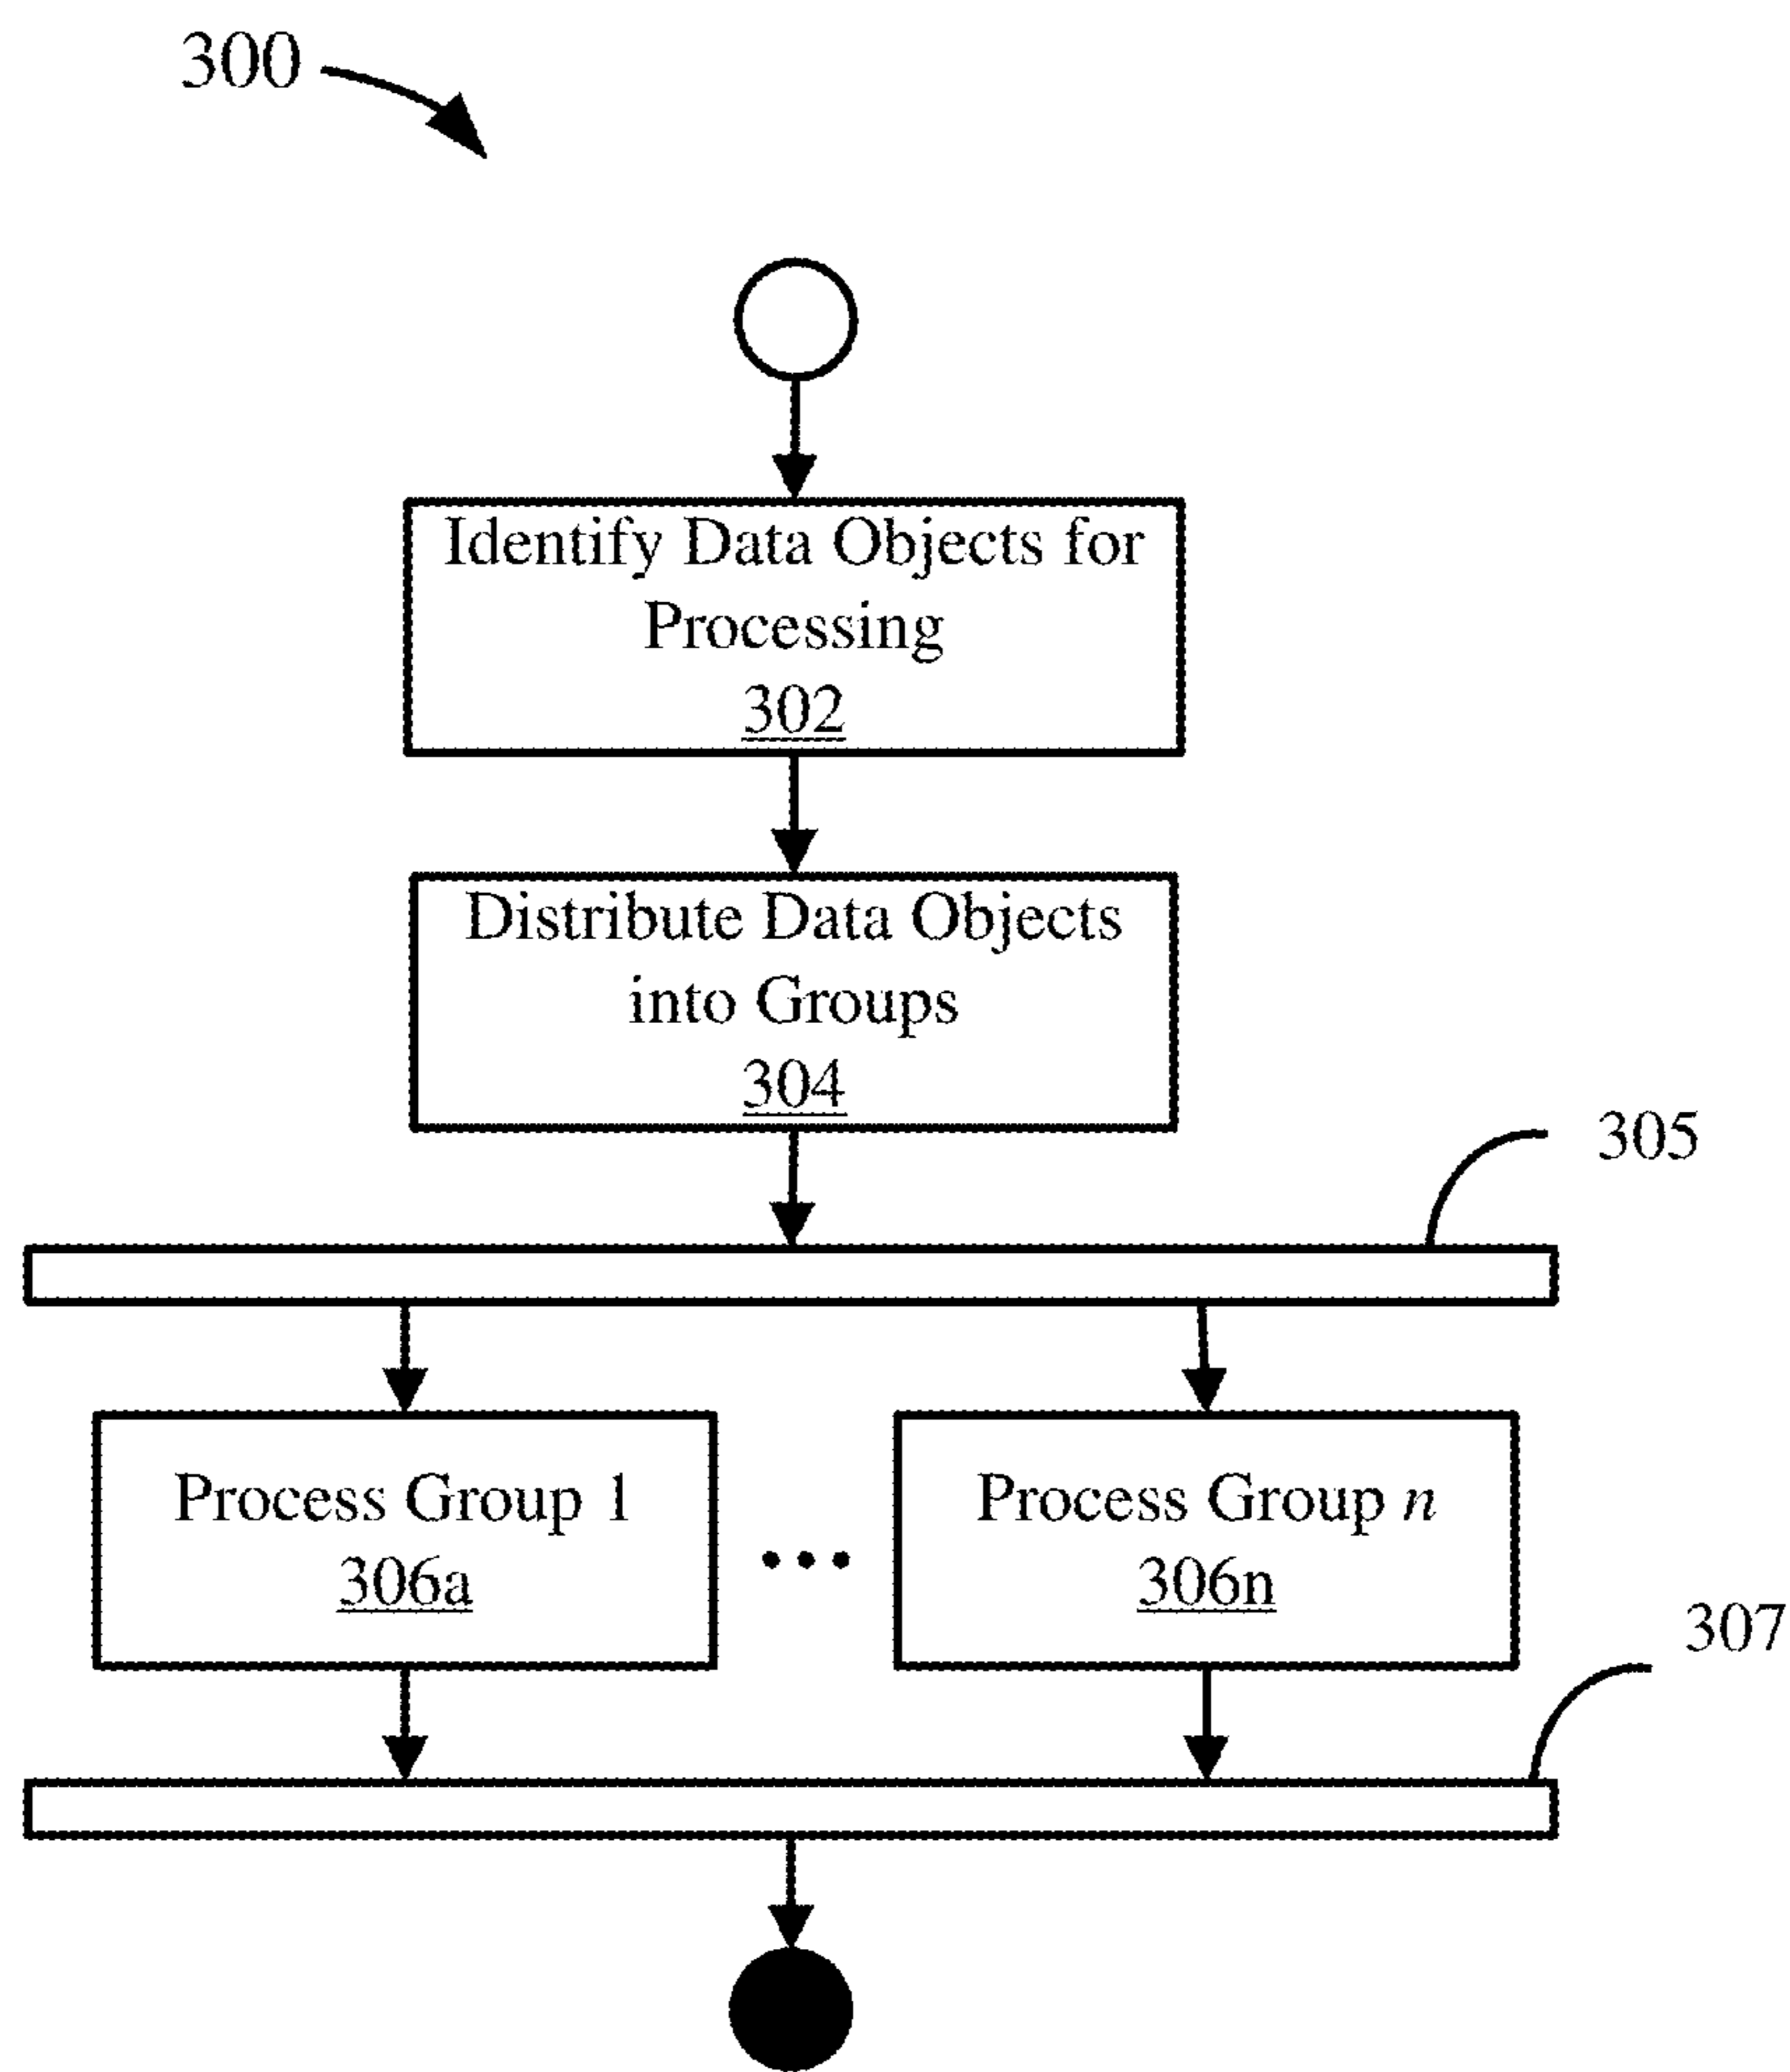 300
Identify Data Objects for
Processing
302
Distribute Data Objects
into Groups
304
305
Process Group 1
306a
Process Group n
306n
307